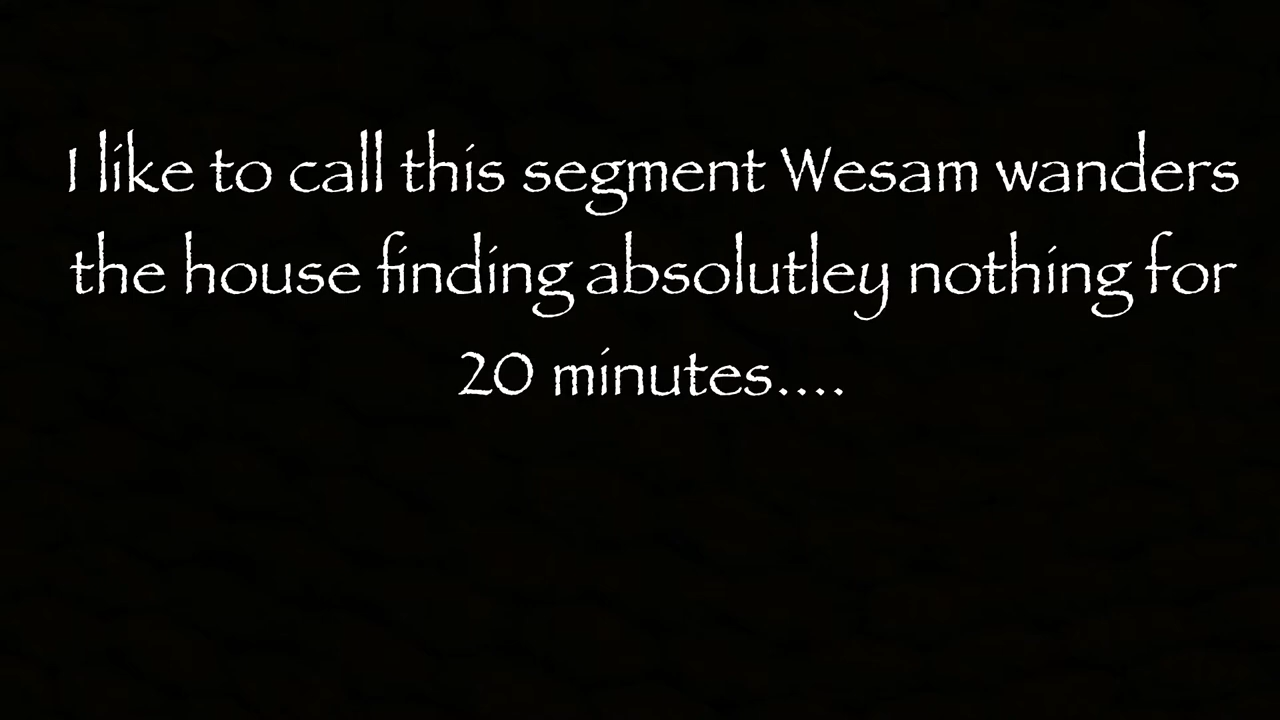 I like to call this segment Wesam wanders
the house finding absolutley nothing for
20 minutes....